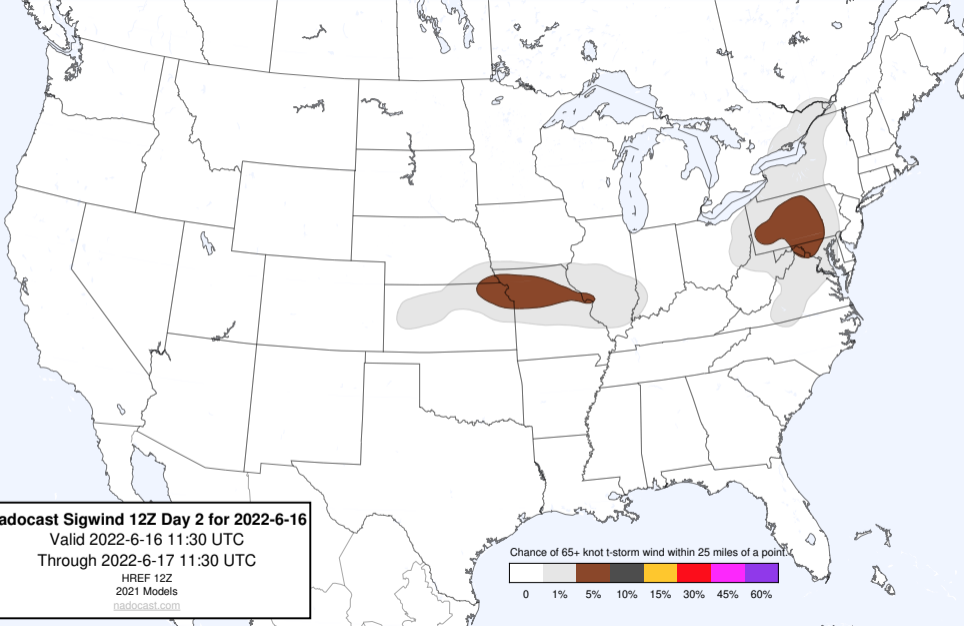 adocast Sigwind 12Z Day 2 for 2022-6-16
Valid 2022-6-16 11:30 UTC
Through 2022-6-17 11:30 UTC
HREF 12Z
2021 Models
nadocast.com
Chance of 65+ knot t-storm wind within 25 miles of a point.
0 1% 5% 10% 15% 30% 45% 60%